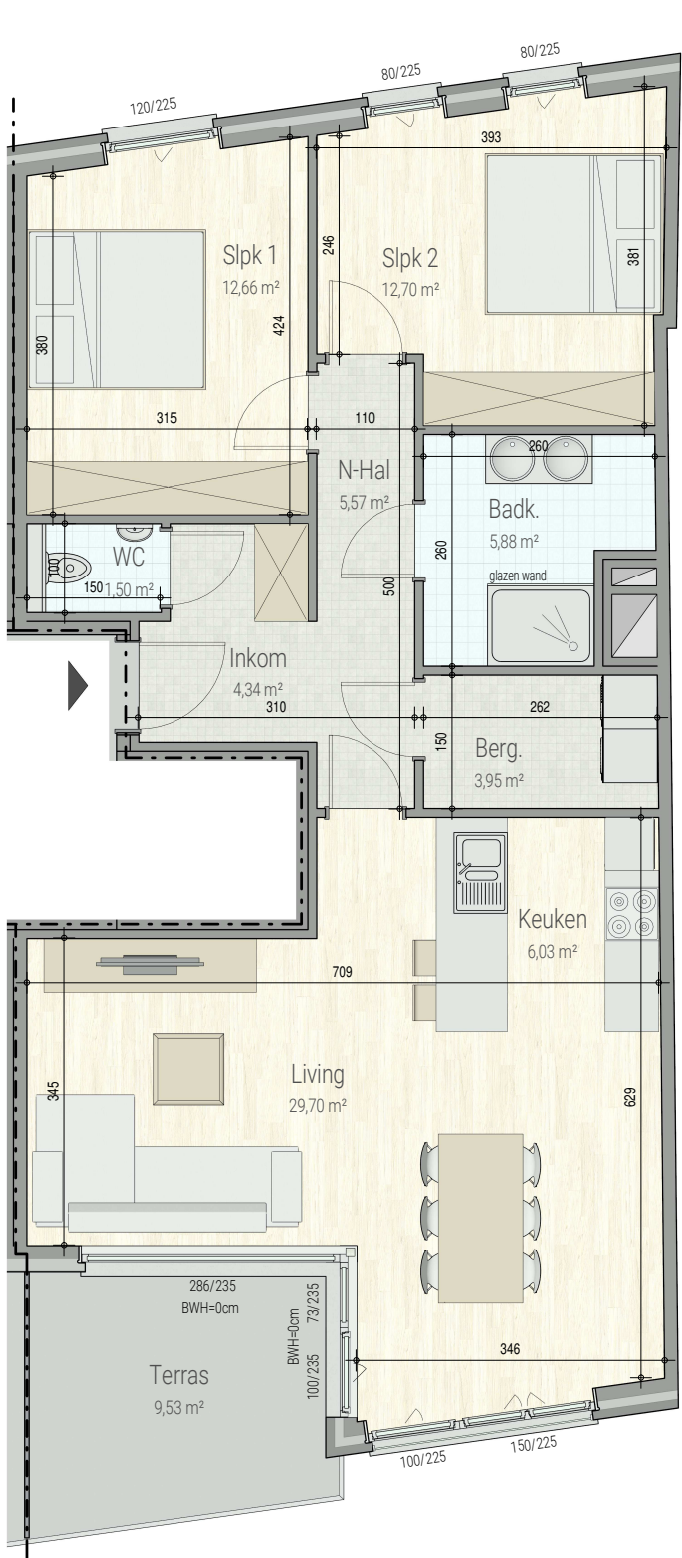 80/225
80/225
120/225
393
Slpk 1
12,66 m²
246
Slpk 2
12,70 m²
381
380
424
315
110
N-Hal
5,57 m²
260
Badk.
5,88 m²
260
glazen wand
WC
1,50 m²
100
150
500
Inkom
4,34 m²
310
262
150
Berg.
3,95 m²
Keuken
6,03 m²
709
Living
29,70 m²
345
629
286/235
BWH=0cm
73/235
BWH=0cm
100/235
346
Terras
9,53 m²
100/225
150/225